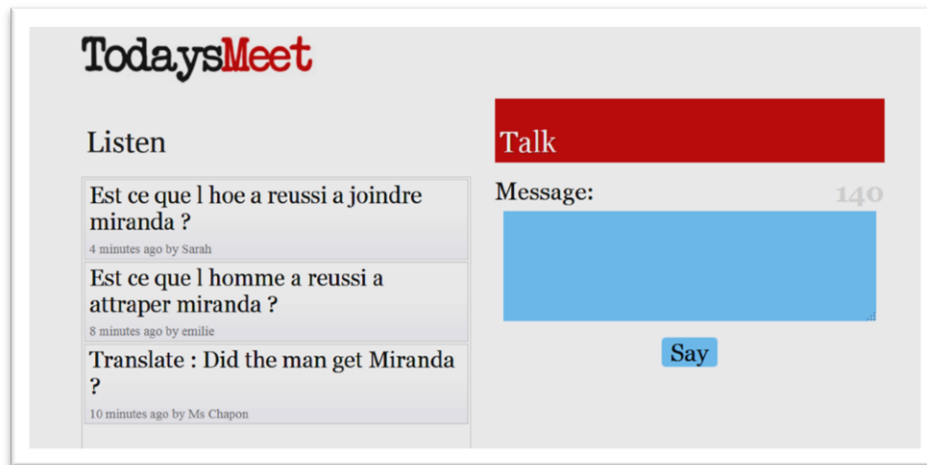 TodaysMeet
Listen
Est ce que l hoe a reussi a joindre
miranda ?
4 minutes ago by Sarah
Est ce que l homme a reussi a
attraper miranda ?
8 minutes ago by emilie
Translate : Did the man get Miranda
?
10 minutes ago by Ms Chapon
Talk
Message:
140
Say